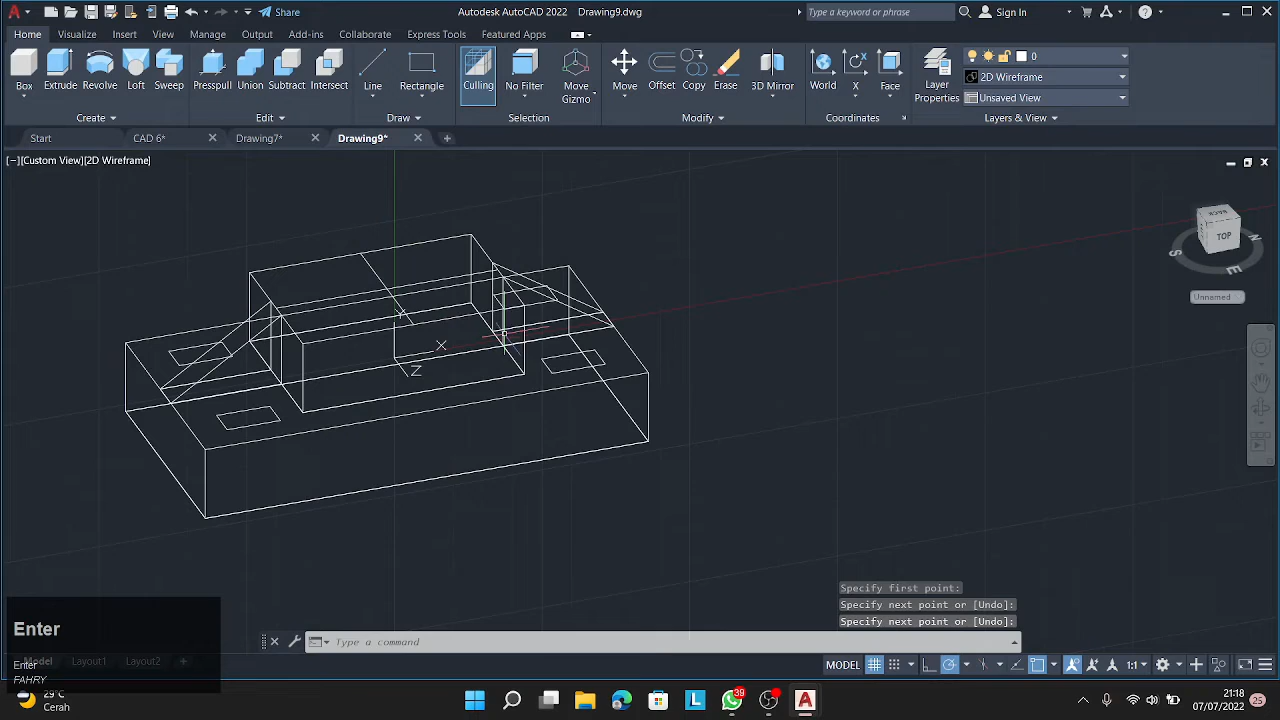 Share
Autodesk AutoCAD 2022 Drawing9.dwg
Type a keyword or phrase
Sign In
Home Visualize Insert View Manage Output Add-ins Collaborate Express Tools Featured Apps
Box Extrude Revolve Loft Sweep
Presspull Union Subtract Intersect
Line Rectangle
Culling No Filter Move Gizmo
Move Offset Copy Erase 3D Mirror
World X Face
Layer Properties
0
2D Wireframe
Unsaved View
Create Edit Draw Selection Modify Coordinates Layers & View
Start CAD 6* Drawing7* Drawing9*
[−][Custom View][2D Wireframe]
BACK
TOP
S N E
Unnamed
X
Z
Specify first point:
Specify next point or [Undo]:
Specify next point or [Undo]:
Type a command
Enter
Enter
FAHRY
Model Layout1 Layout2
MODEL 1:1
29°C
Cerah
39
21:18
07/07/2022
25